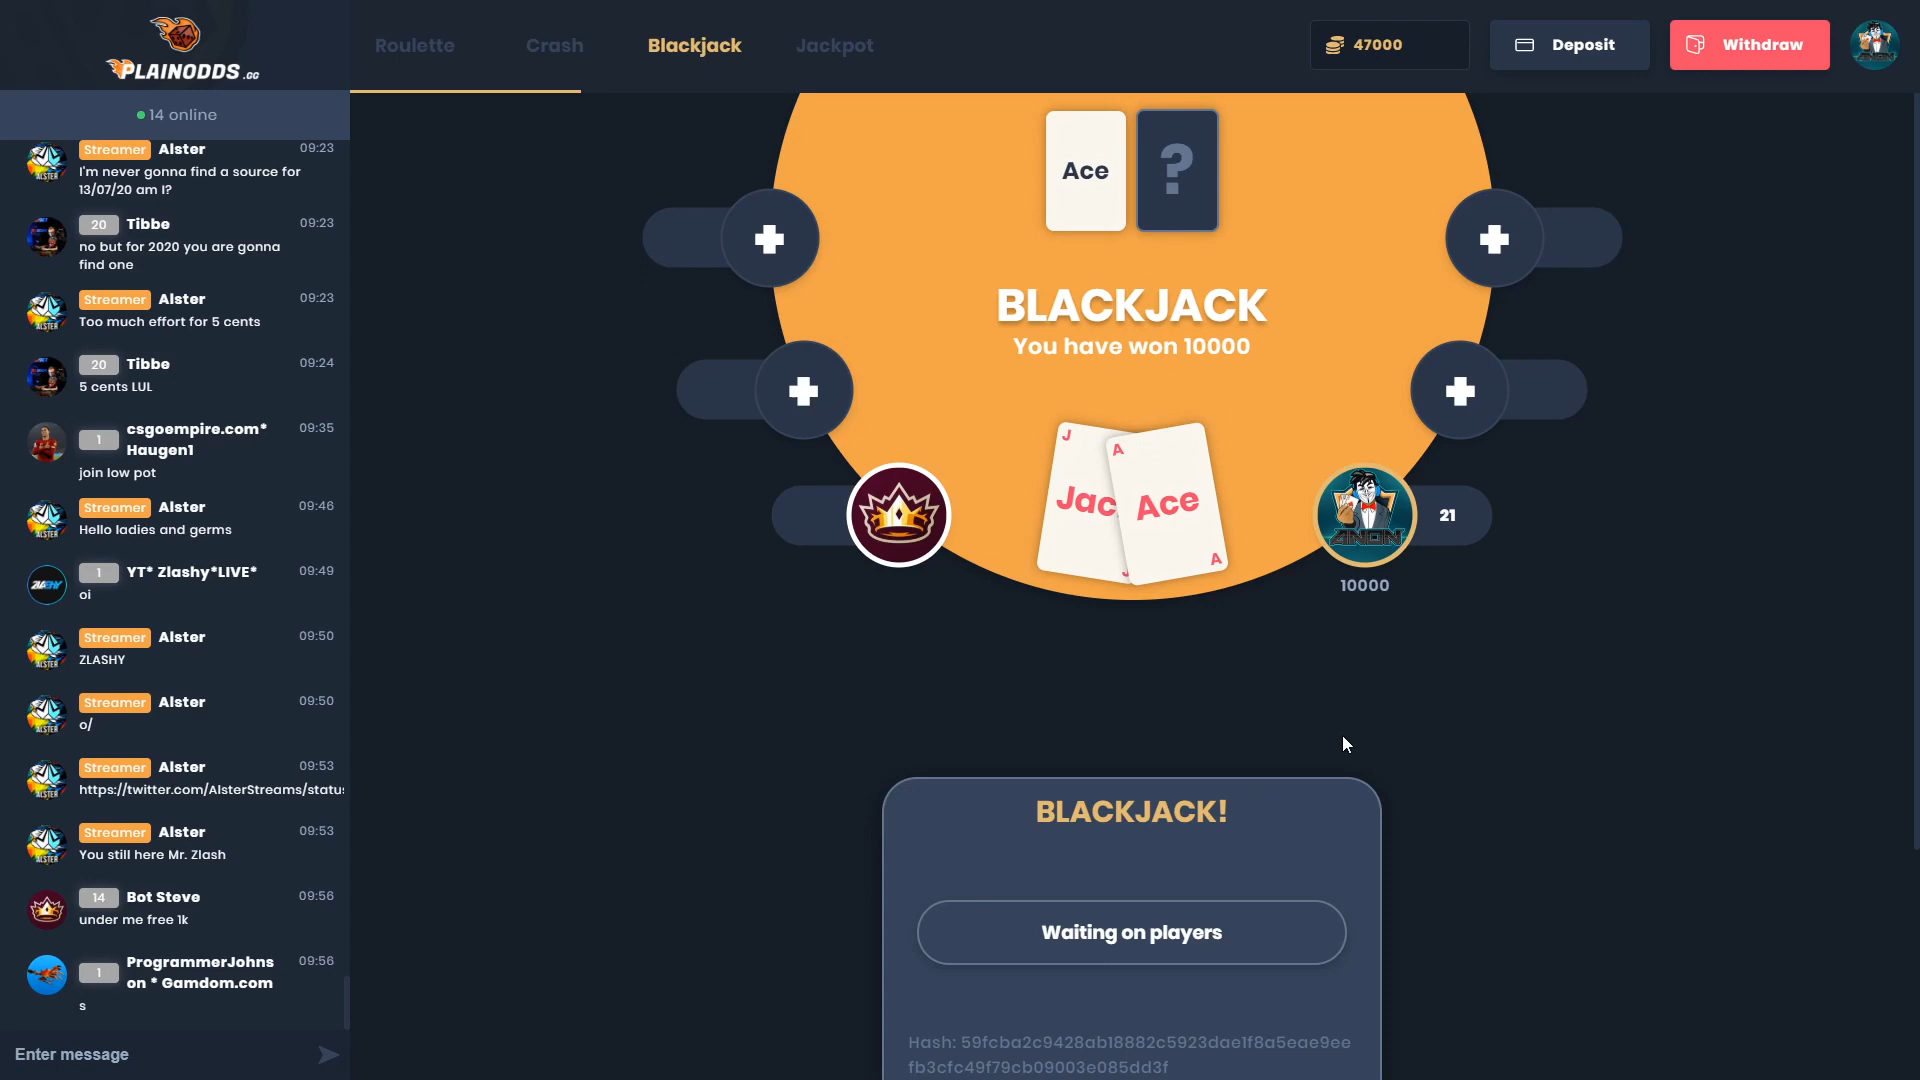 PLAINODDS.GG
Roulette
Crash
Blackjack
Jackpot
47000
Deposit
Withdraw
14 online
Streamer Alster 09:23
I'm never gonna find a source for
13/07/20 am I?
20 Tibbe 09:23
no but for 2020 you are gonna
find one
Streamer Alster 09:23
Too much effort for 5 cents
20 Tibbe 09:24
5 cents LUL
1 csgoempire.com* 09:35
Haugen1
join low pot
Streamer Alster 09:46
Hello ladies and germs
1 YT* Zlashy*LIVE* 09:49
oi
Streamer Alster 09:50
ZLASHY
Streamer Alster 09:50
o/
Streamer Alster 09:53
https://twitter.com/AlsterStreams/statu
Streamer Alster 09:53
You still here Mr. Zlash
14 Bot Steve 09:56
under me free 1k
1 ProgrammerJohns 09:56
on * Gamdom.com
s
Enter message
Ace
?
BLACKJACK
You have won 10000
J
Jac
J
A
Ace
A
ANON
21
10000
BLACKJACK!
Waiting on players
Hash: 59fcba2c9428ab18882c5923dae1f8a5eae9ee
fb3cfc49f79cb09003e085dd3f